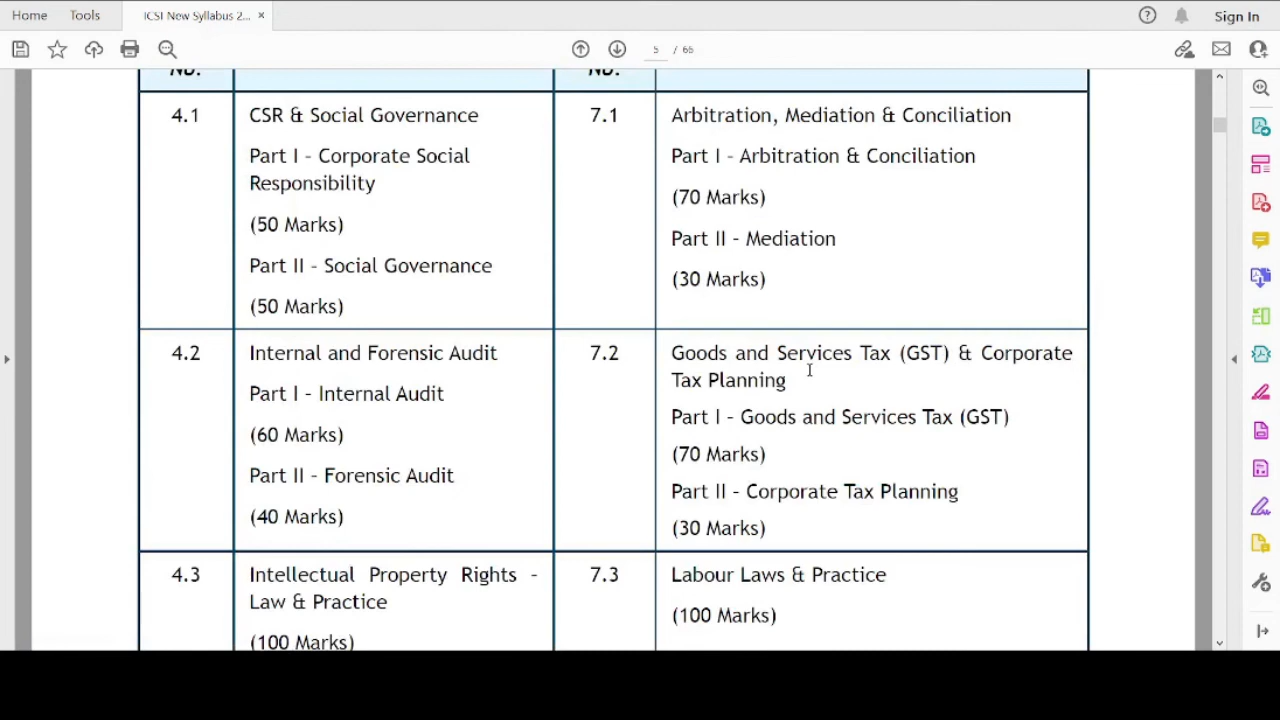 Home Tools ICSI New Syllabus 2... × Sign In
5 / 66
NO. NO.
4.1 CSR & Social Governance
Part I - Corporate Social
Responsibility
(50 Marks)
Part II - Social Governance
(50 Marks)
7.1 Arbitration, Mediation & Conciliation
Part I - Arbitration & Conciliation
(70 Marks)
Part II - Mediation
(30 Marks)
4.2 Internal and Forensic Audit
Part I - Internal Audit
(60 Marks)
Part II - Forensic Audit
(40 Marks)
7.2 Goods and Services Tax (GST) & Corporate
Tax Planning
Part I - Goods and Services Tax (GST)
(70 Marks)
Part II - Corporate Tax Planning
(30 Marks)
4.3 Intellectual Property Rights -
Law & Practice
(100 Marks)
7.3 Labour Laws & Practice
(100 Marks)